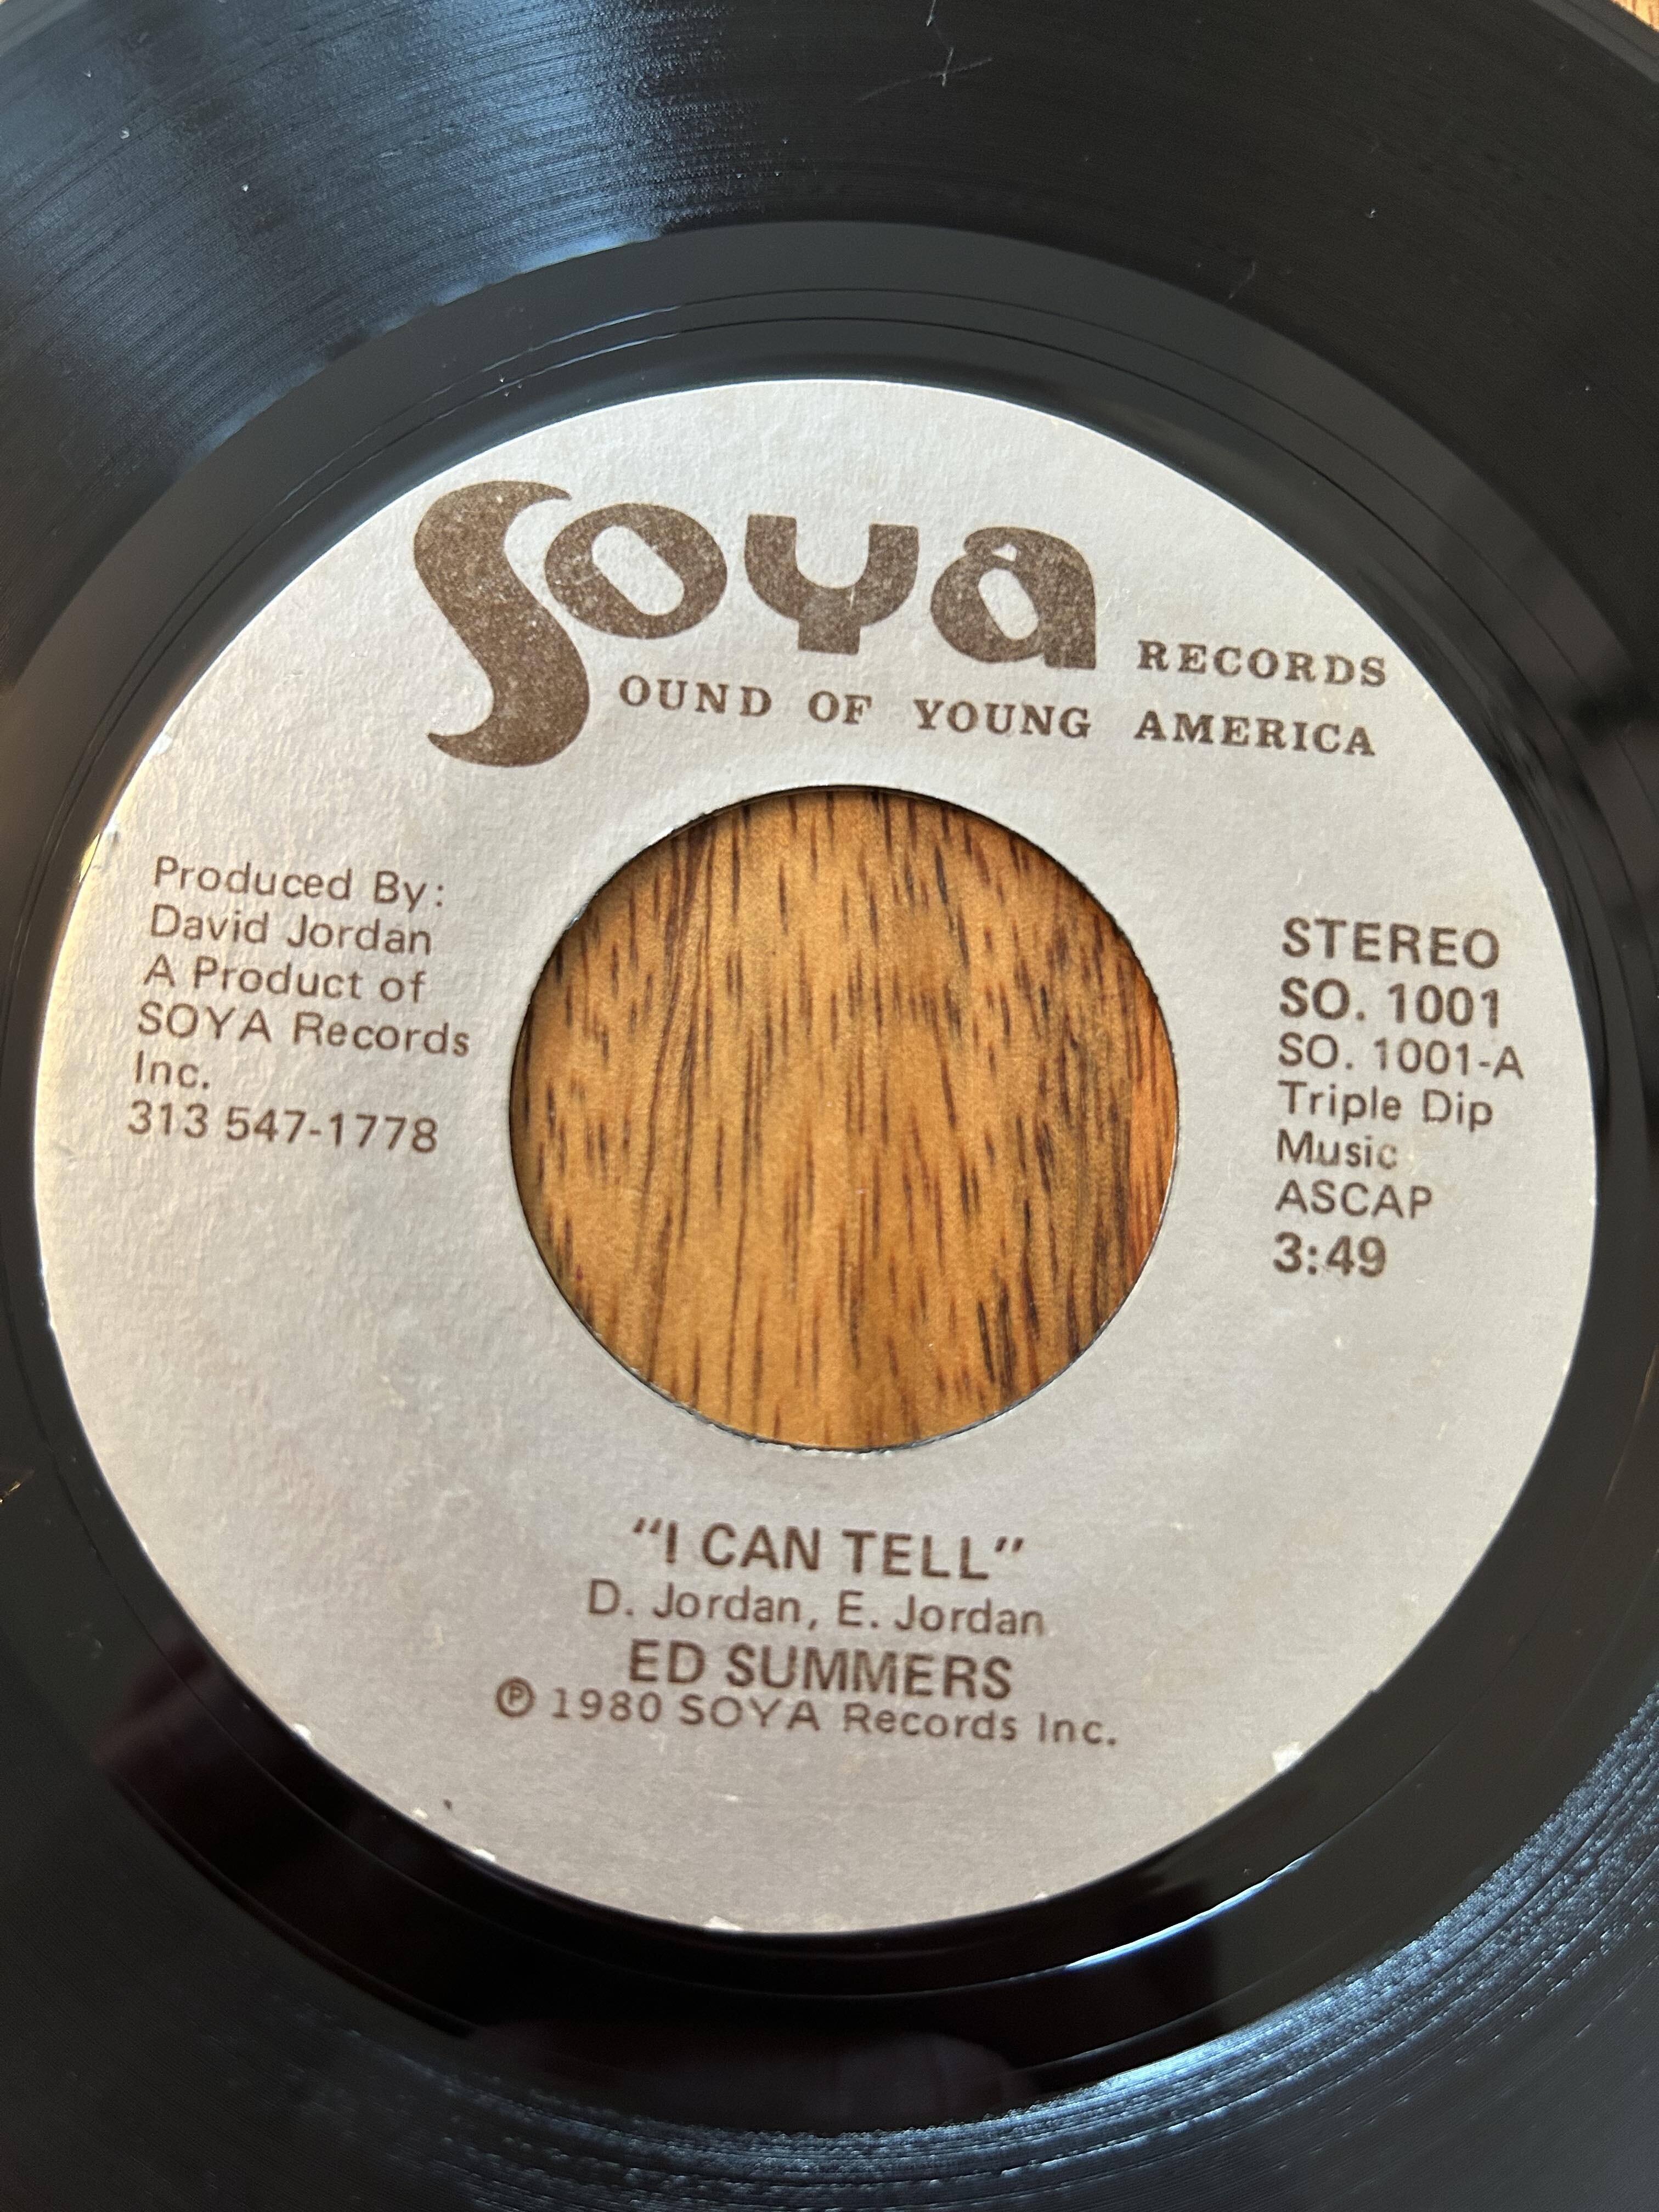 Soya RECORDS
SOUND OF YOUNG AMERICA
Produced By:
David Jordan
A Product of
SOYA Records
Inc.
313 547-1778
STEREO
SO. 1001
SO. 1001-A
Triple Dip
Music
ASCAP
3:49
"I CAN TELL"
D. Jordan, E. Jordan
ED SUMMERS
℗ 1980 SOYA Records Inc.